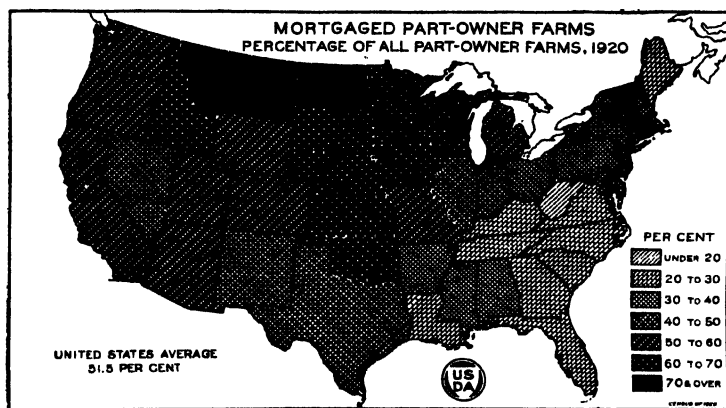 MORTGAGED PART-OWNER FARMS
PERCENTAGE OF ALL PART-OWNER FARMS, 1920
PER CENT
UNDER 20
20 TO 30
30 TO 40
40 TO 50
50 TO 60
60 TO 70
70 & OVER
UNITED STATES AVERAGE
51.5 PER CENT
US
DA